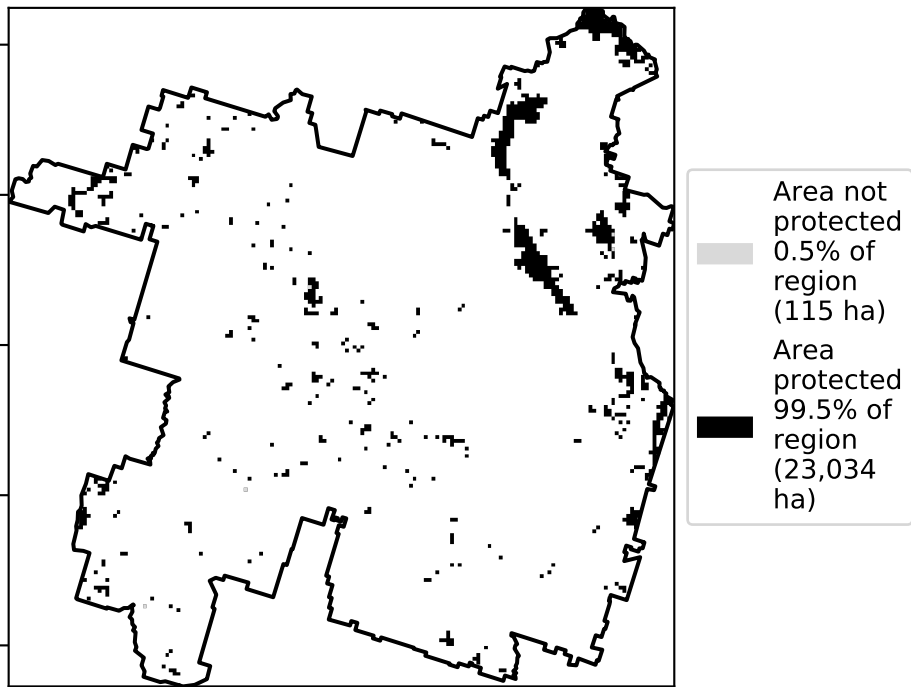 Area not
protected
0.5% of
region
(115 ha)
Area
protected
99.5% of
region
(23,034
ha)